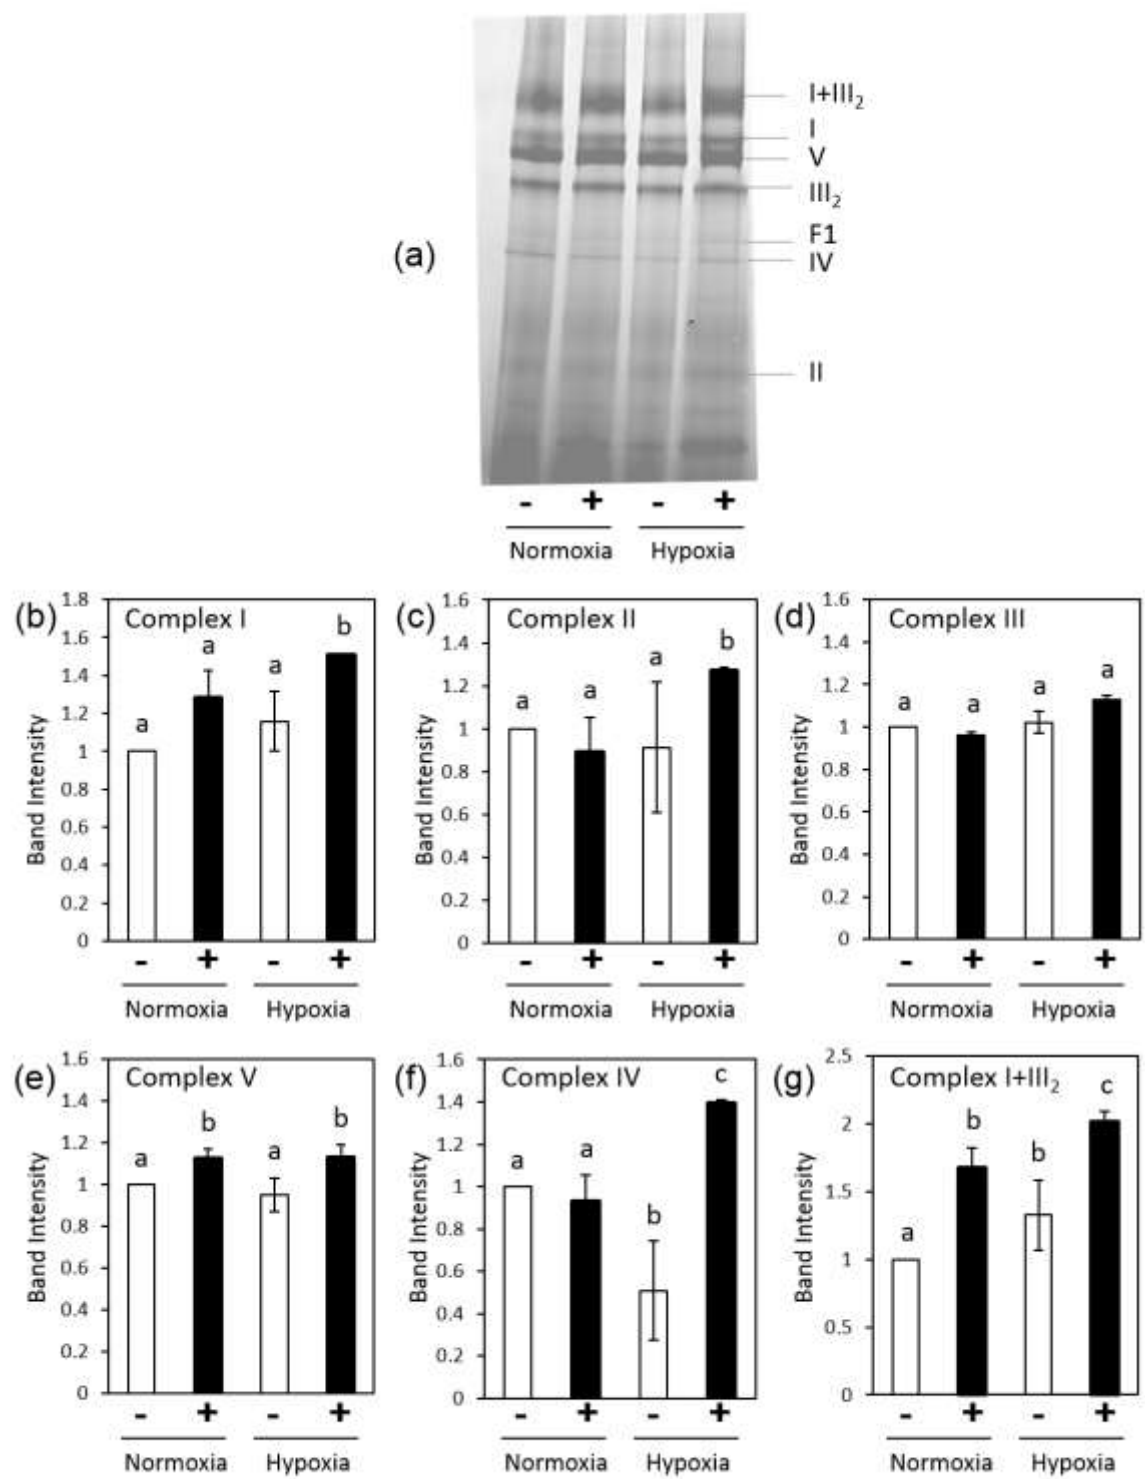 I+III₂
I
V
III₂
F1
(a)
IV
II
- + - +
Normoxia Hypoxia
(b) Complex I
1.8
1.6
1.4
1.2
1
0.8
0.6
0.4
0.2
0
Band Intensity
a a a b
- + - +
Normoxia Hypoxia
(c) Complex II
1.6
1.4
1.2
1
0.8
0.6
0.4
0.2
0
Band Intensity
a a a b
- + - +
Normoxia Hypoxia
(d) Complex III
1.6
1.4
1.2
1
0.8
0.6
0.4
0.2
0
Band Intensity
a a a a
- + - +
Normoxia Hypoxia
(e) Complex V
1.6
1.4
1.2
1
0.8
0.6
0.4
0.2
0
Band Intensity
a b a b
- + - +
Normoxia Hypoxia
(f) Complex IV
1.6
1.4
1.2
1
0.8
0.6
0.4
0.2
0
Band Intensity
a a b c
- + - +
Normoxia Hypoxia
(g) Complex I+III₂
2.5
2
1.5
1
0.5
0
Band Intensity
a b b c
- + - +
Normoxia Hypoxia